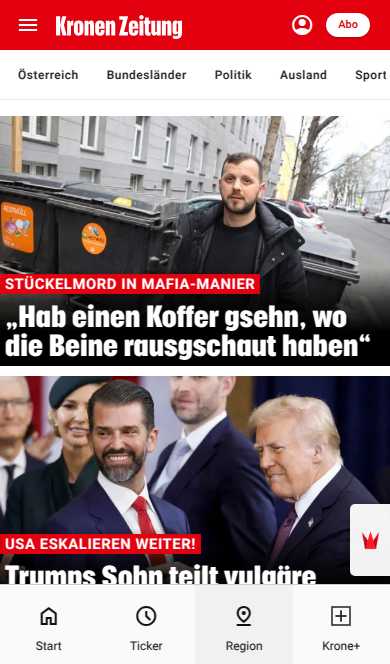 Kronen Zeitung
Abo
Österreich Bundesländer Politik Ausland Sport
STÜCKELMORD IN MAFIA-MANIER
„Hab einen Koffer gsehn, wo
die Beine rausgschaut haben“
USA ESKALIEREN WEITER!
Trumps Sohn teilt vulgäre
Start Ticker Region Krone+